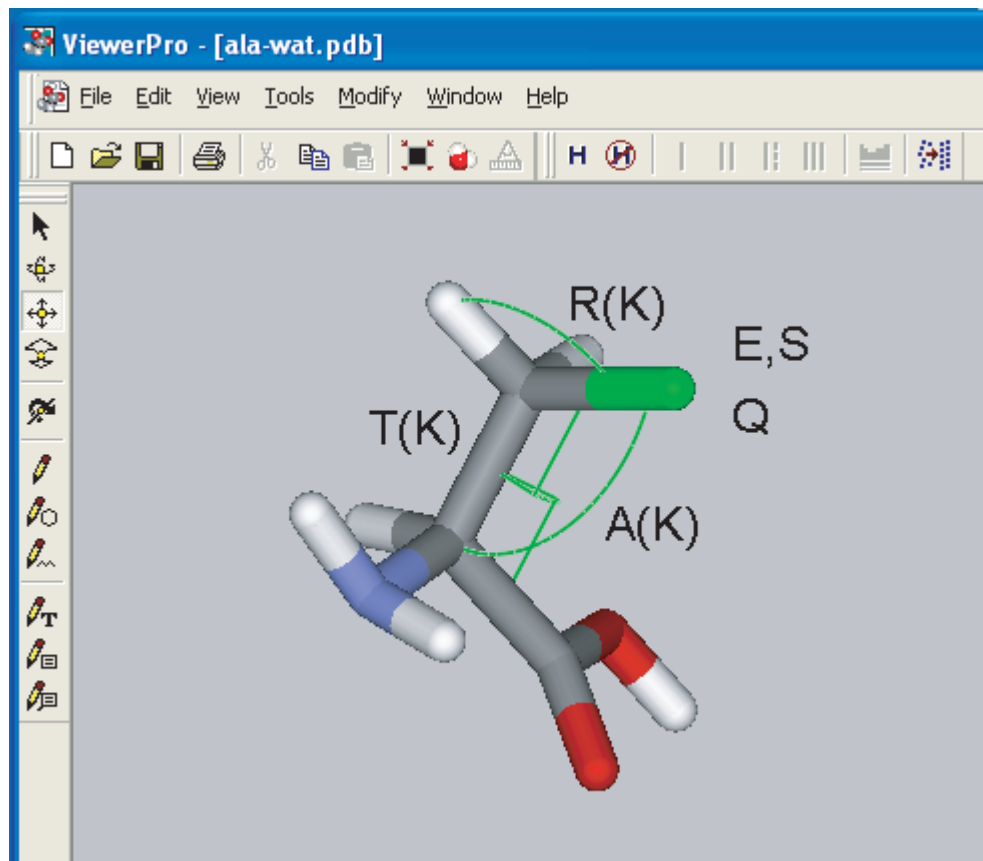 ViewerPro - [ala-wat.pdb]
File Edit View Tools Modify Window Help
H H
R(K)
E,S
T(K)
Q
A(K)
T